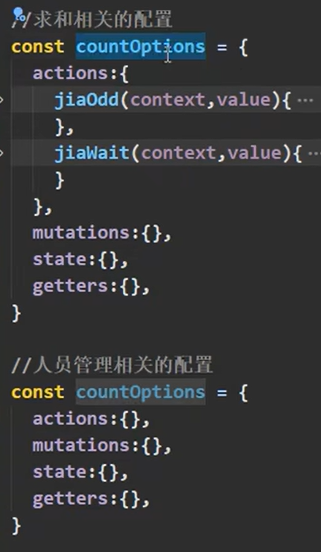 //求和相关的配置
const countOptions = {
  actions:{
    jiaOdd(context,value){ ···
    },
    jiaWait(context,value){ ···
    }
  },
  mutations:{},
  state:{},
  getters:{},
}
//人员管理相关的配置
const countOptions = {
  actions:{},
  mutations:{},
  state:{},
  getters:{},
}